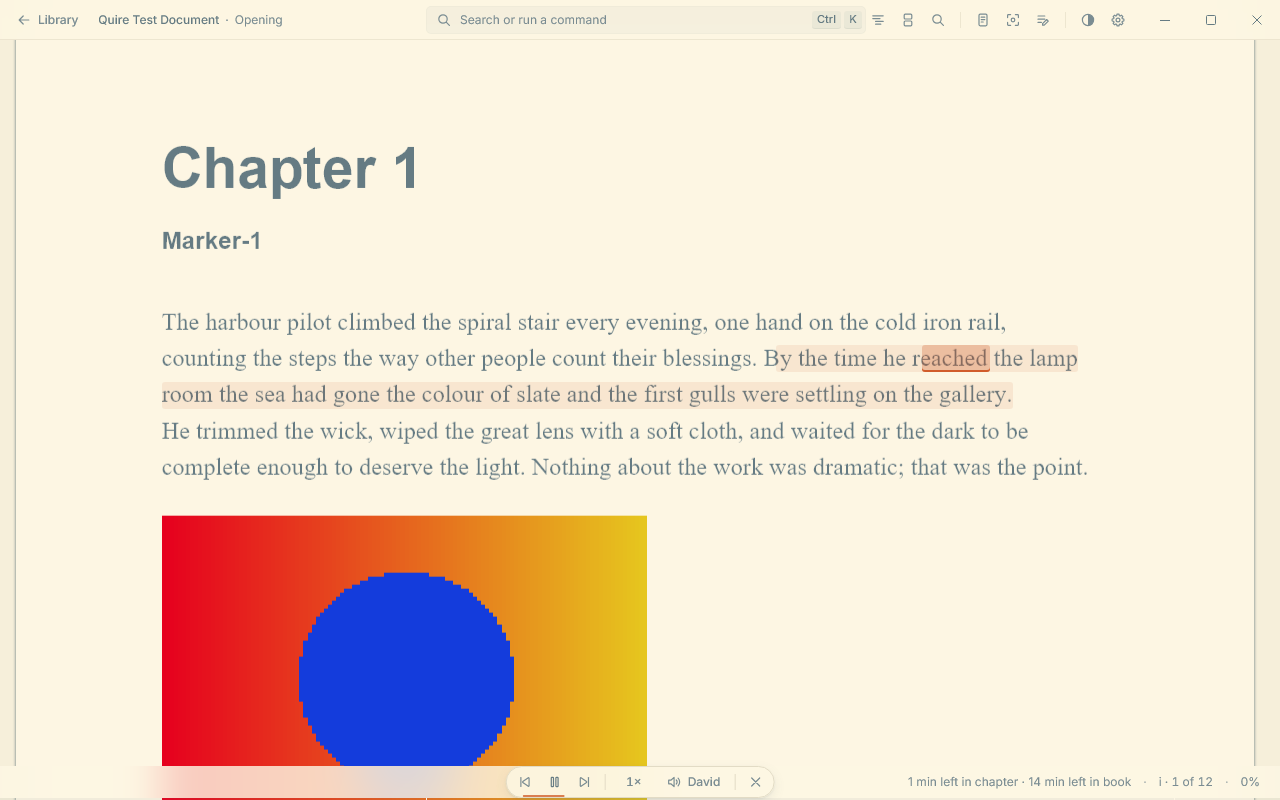 Library
Quire Test Document · Opening
Search or run a command
Ctrl K
Chapter 1
Marker-1
The harbour pilot climbed the spiral stair every evening, one hand on the cold iron rail,
counting the steps the way other people count their blessings. By the time he reached the lamp
room the sea had gone the colour of slate and the first gulls were settling on the gallery.
He trimmed the wick, wiped the great lens with a soft cloth, and waited for the dark to be
complete enough to deserve the light. Nothing about the work was dramatic; that was the point.
1× David
1 min left in chapter · 14 min left in book · i · 1 of 12 · 0%